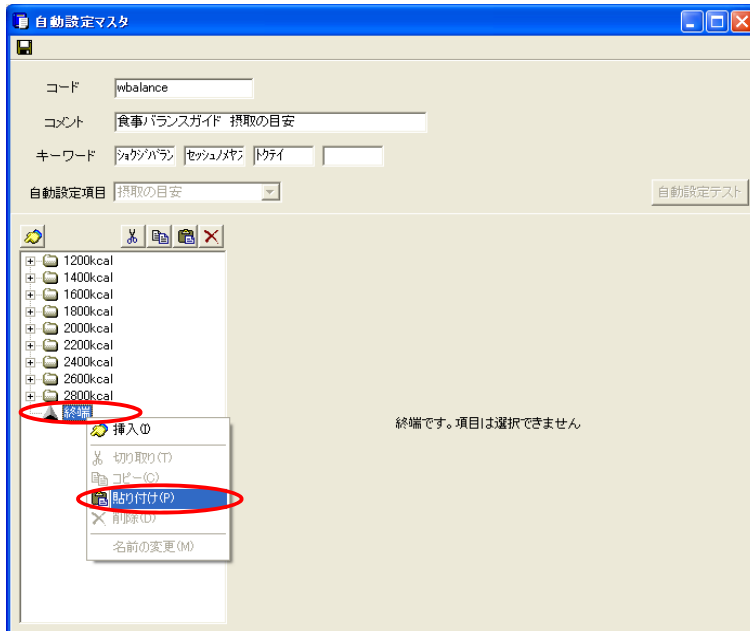 自動設定マスタ
コード wbalance
コメント 食事バランスガイド 摂取の目安
キーワード ショクジバラン セッシュノメヤス トクテイ
自動設定項目 摂取の目安 自動設定テスト
1200kcal
1400kcal
1600kcal
1800kcal
2000kcal
2200kcal
2400kcal
2600kcal
2800kcal
終端
終端です。項目は選択できません
挿入(I)
切り取り(T)
コピー(C)
貼り付け(P)
削除(D)
名前の変更(M)